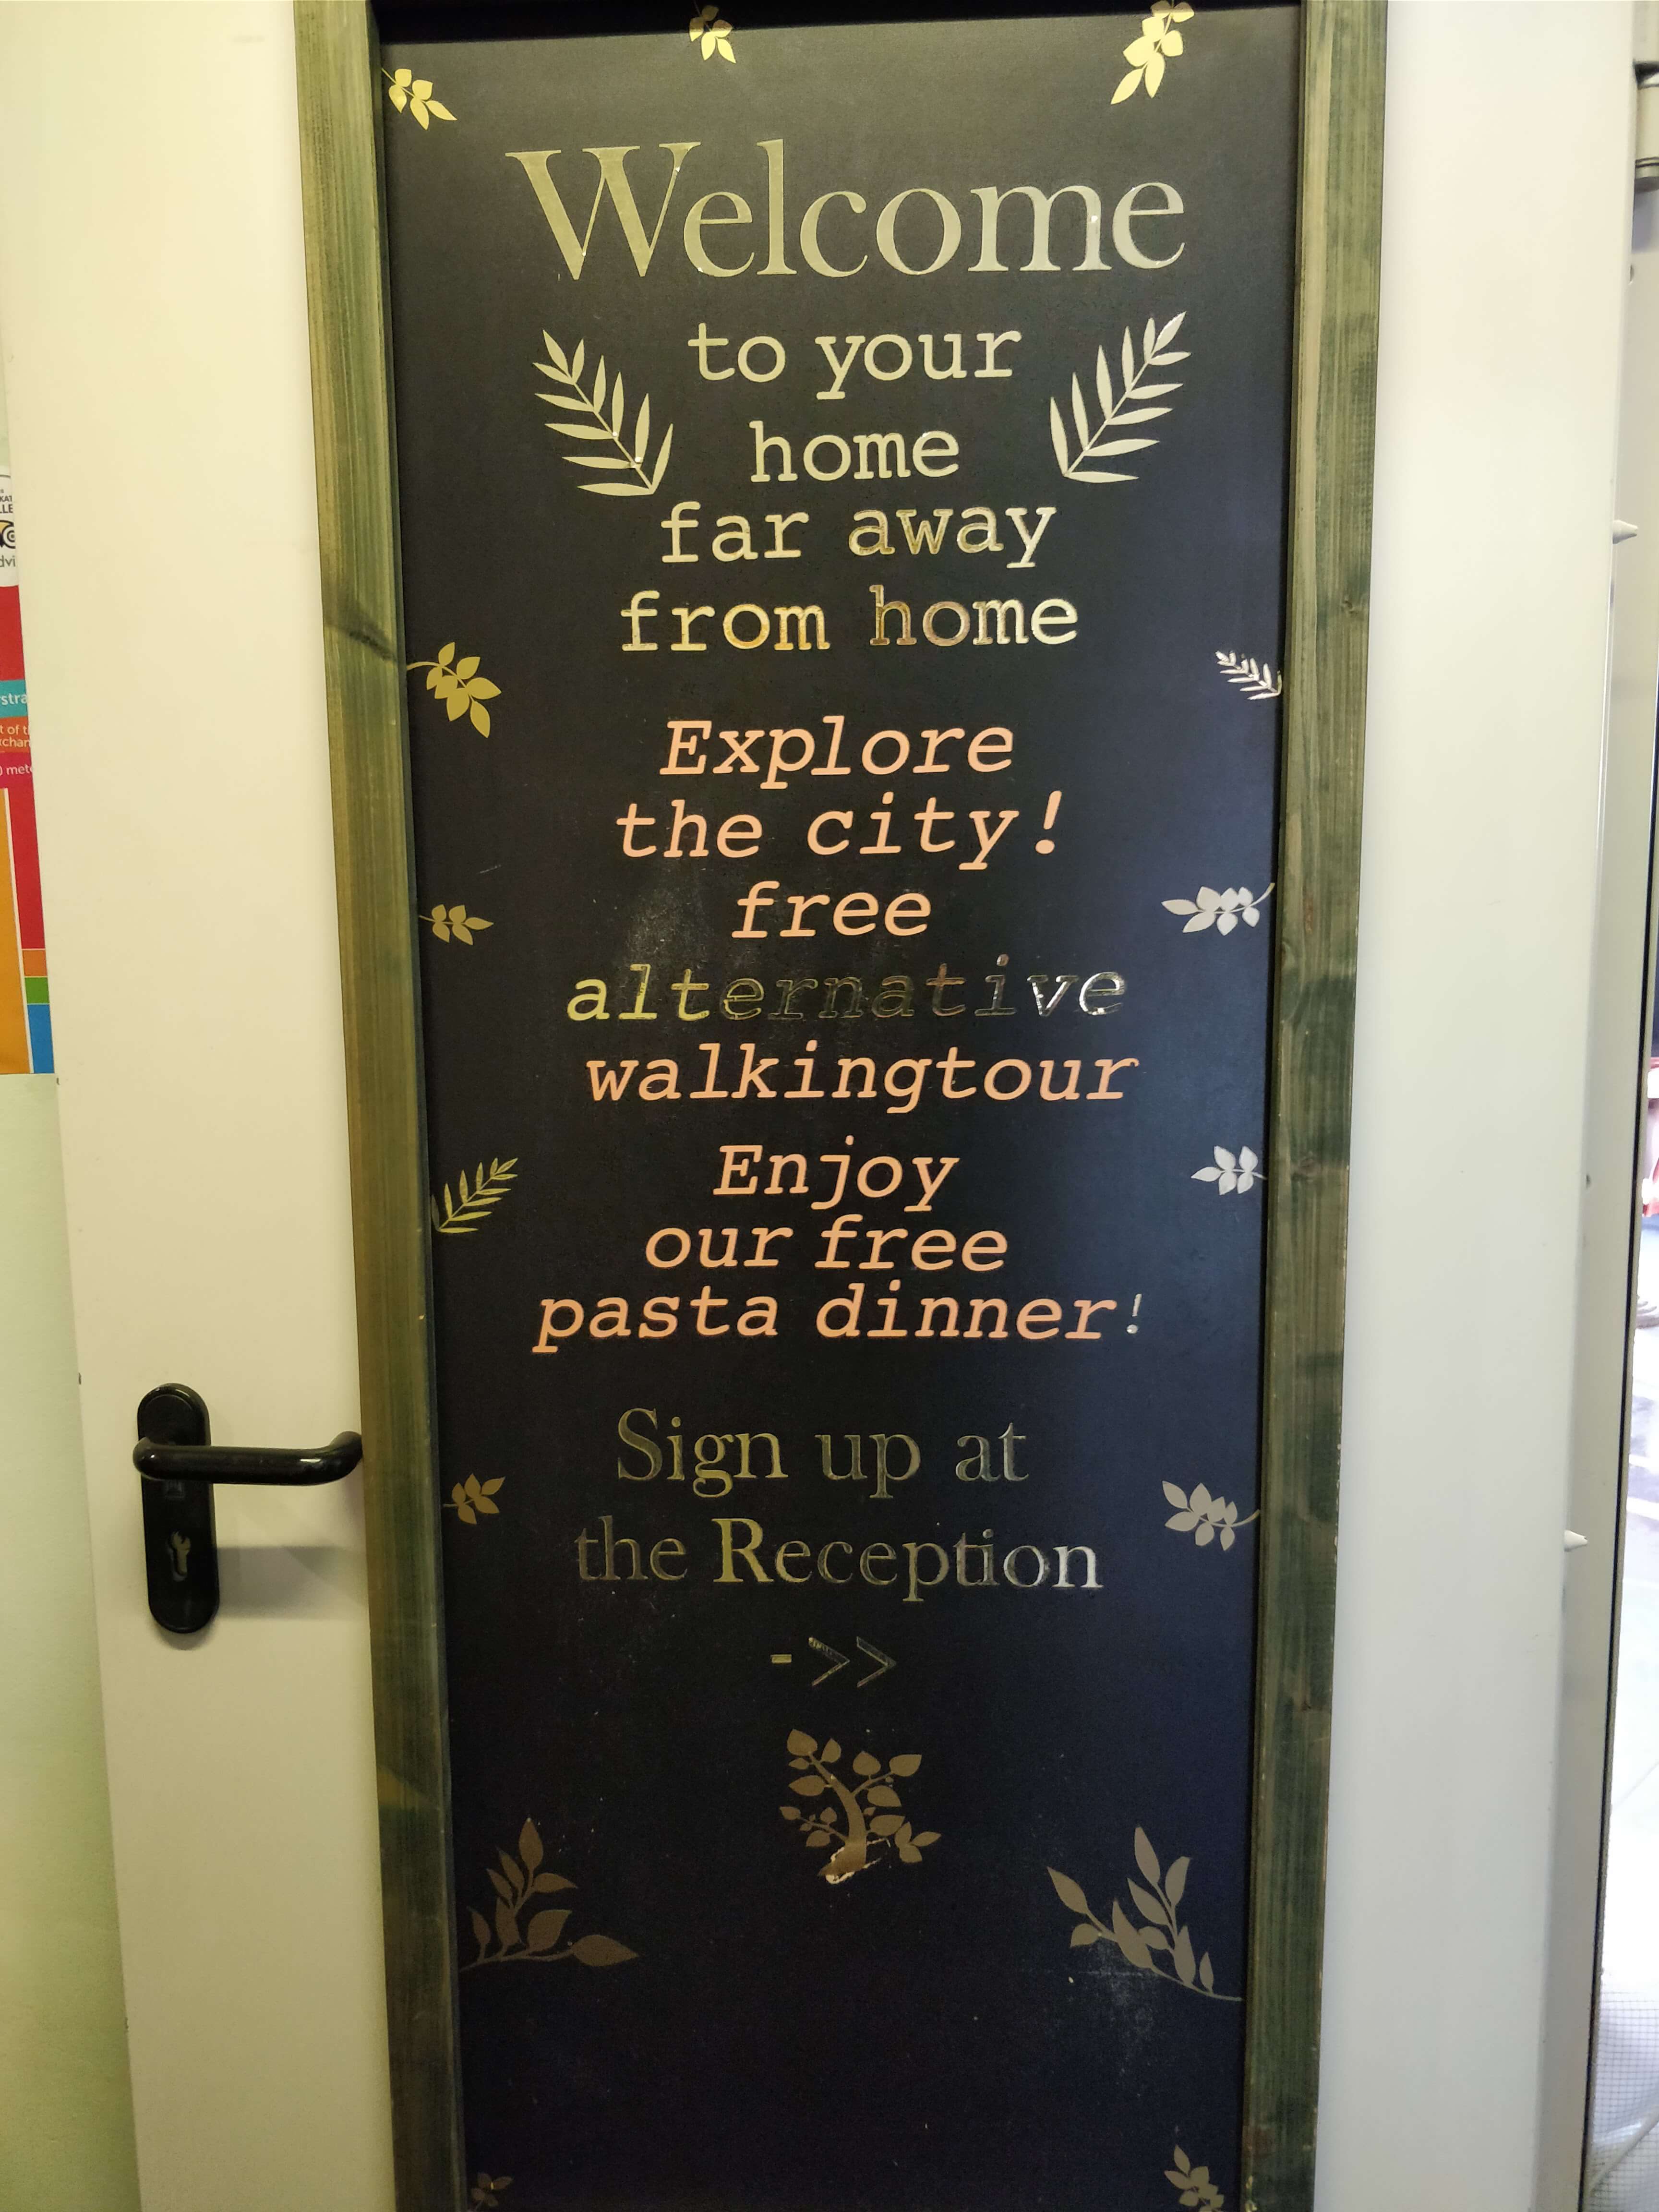 Welcome
to your
home
far away
from home
Explore
the city!
free
alternative
walkingtour
Enjoy
our free
pasta dinner!
Sign up at
the Reception
->>